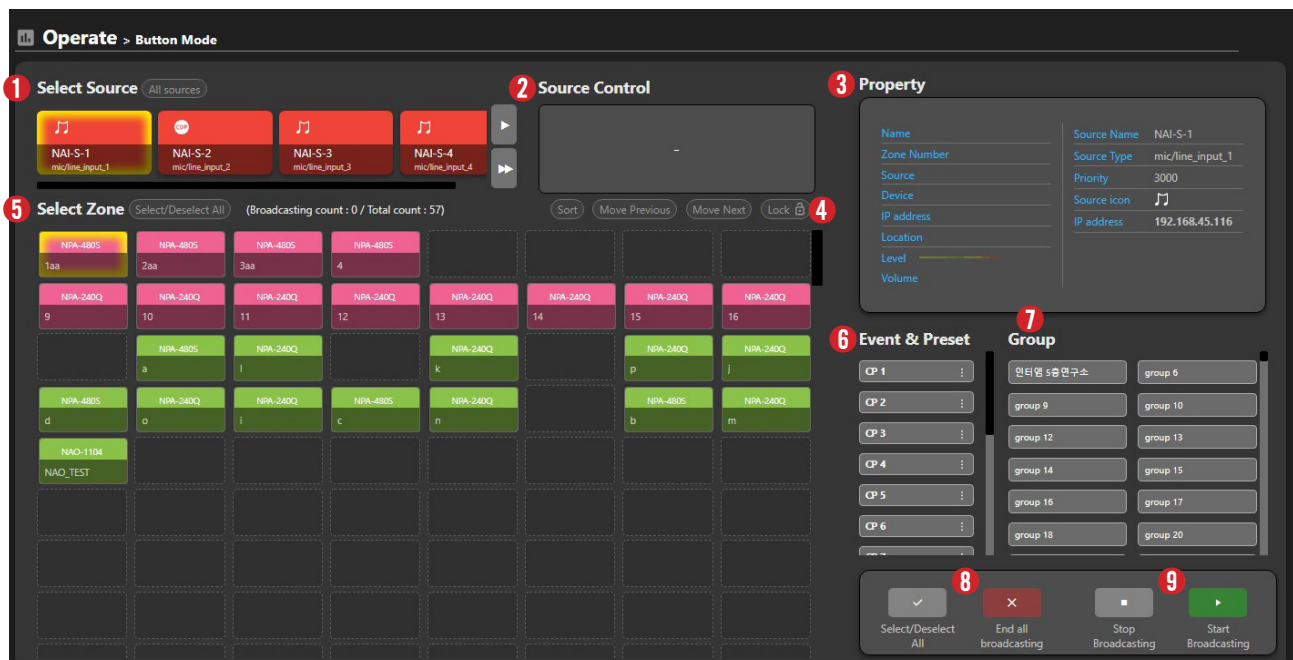 Operate > Button Mode
1 Select Source All sources
2 Source Control
3 Property
NAI-S-1
mic/line_input_1
CDP
NAI-S-2
mic/line_input_2
NAI-S-3
mic/line_input_3
NAI-S-4
mic/line_input_4
-
Name
Zone Number
Source
Device
IP address
Location
Level
Volume
Source Name NAI-S-1
Source Type mic/line_input_1
Priority 3000
Source icon
IP address 192.168.45.116
5 Select Zone Select/Deselect All (Broadcasting count : 0 / Total count : 57) Sort Move Previous Move Next Lock 4
NPA-480S NPA-480S NPA-480S NPA-480S
1aa 2aa 3aa 4
NPA-240Q NPA-240Q NPA-240Q NPA-240Q NPA-240Q NPA-240Q NPA-240Q NPA-240Q
9 10 11 12 13 14 15 16
NPA-480S NPA-240Q NPA-240Q NPA-240Q NPA-240Q
a l k p j
NPA-480S NPA-240Q NPA-240Q NPA-480S NPA-240Q NPA-480S NPA-240Q
d o i c n b m
NAO-1104
NAO_TEST
6 Event & Preset
CP 1
CP 2
CP 3
CP 4
CP 5
CP 6
7 Group
인터엠 5층연구소 group 6
group 9 group 10
group 12 group 13
group 14 group 15
group 16 group 17
group 18 group 20
8 9
Select/Deselect
All
End all
broadcasting
Stop
Broadcasting
Start
Broadcasting